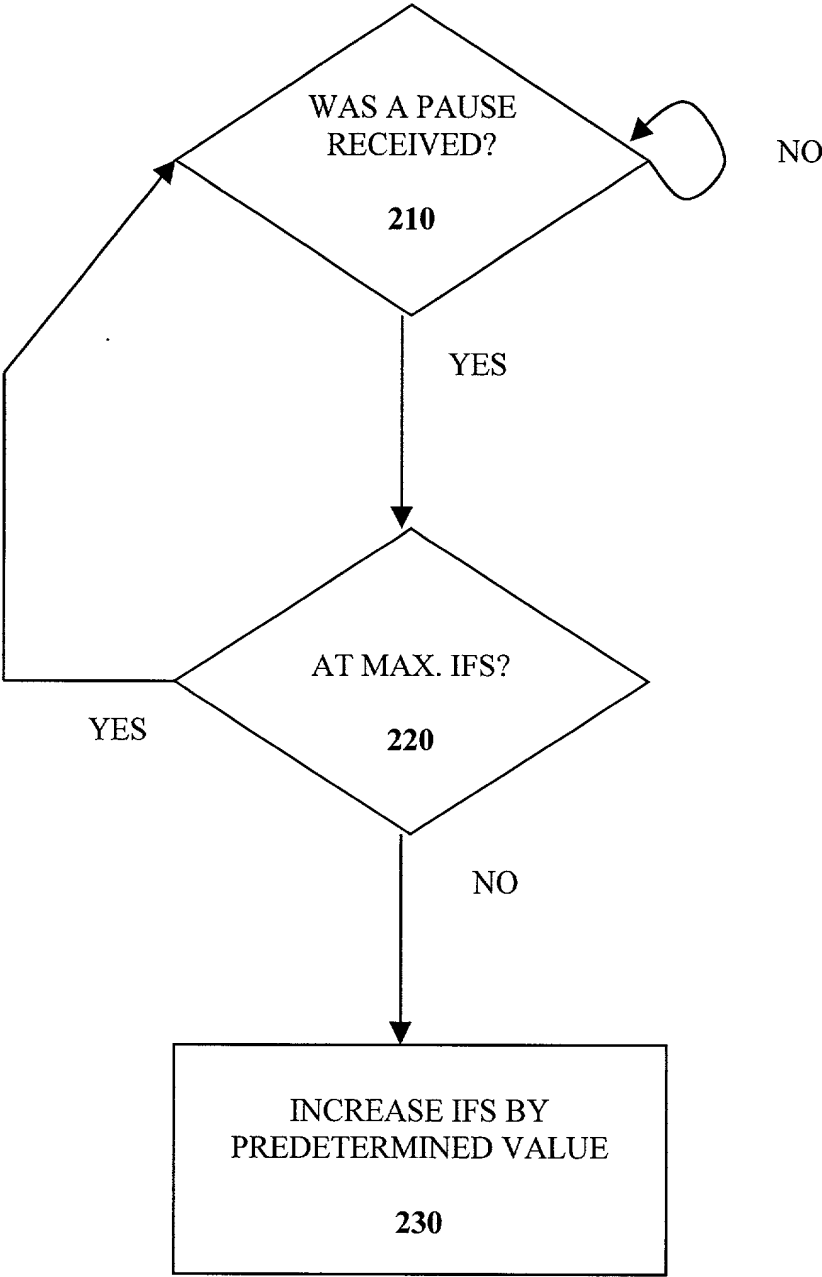 WAS A PAUSE
RECEIVED?
210
NO
YES
AT MAX. IFS?
220
YES
NO
INCREASE IFS BY
PREDETERMINED VALUE
230